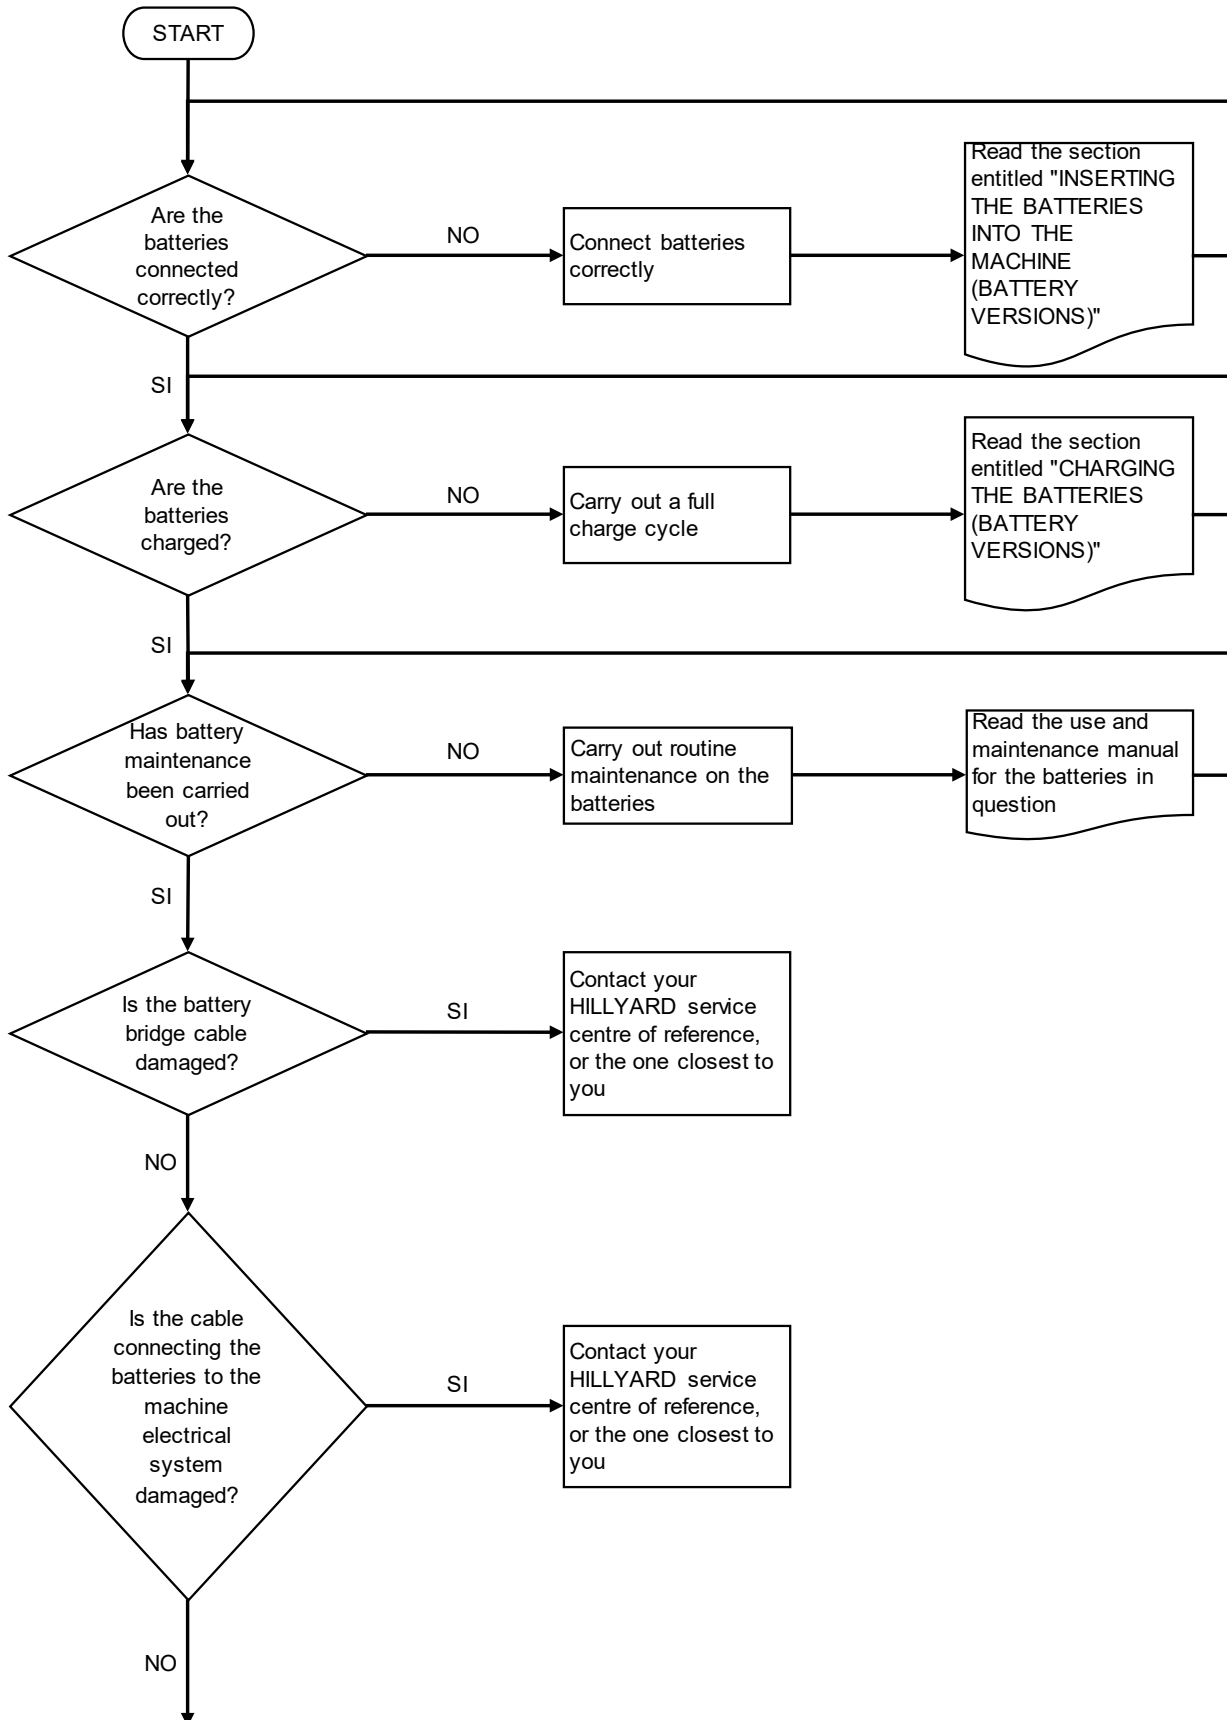 START
Are the
batteries
connected
correctly?
NO
Connect batteries
correctly
Read the section
entitled "INSERTING
THE BATTERIES
INTO THE
MACHINE
(BATTERY
VERSIONS)"
SI
Are the
batteries
charged?
NO
Carry out a full
charge cycle
Read the section
entitled "CHARGING
THE BATTERIES
(BATTERY
VERSIONS)"
SI
Has battery
maintenance
been carried
out?
NO
Carry out routine
maintenance on the
batteries
Read the use and
maintenance manual
for the batteries in
question
SI
Is the battery
bridge cable
damaged?
SI
Contact your
HILLYARD service
centre of reference,
or the one closest to
you
NO
Is the cable
connecting the
batteries to the
machine
electrical
system
damaged?
SI
Contact your
HILLYARD service
centre of reference,
or the one closest to
you
NO